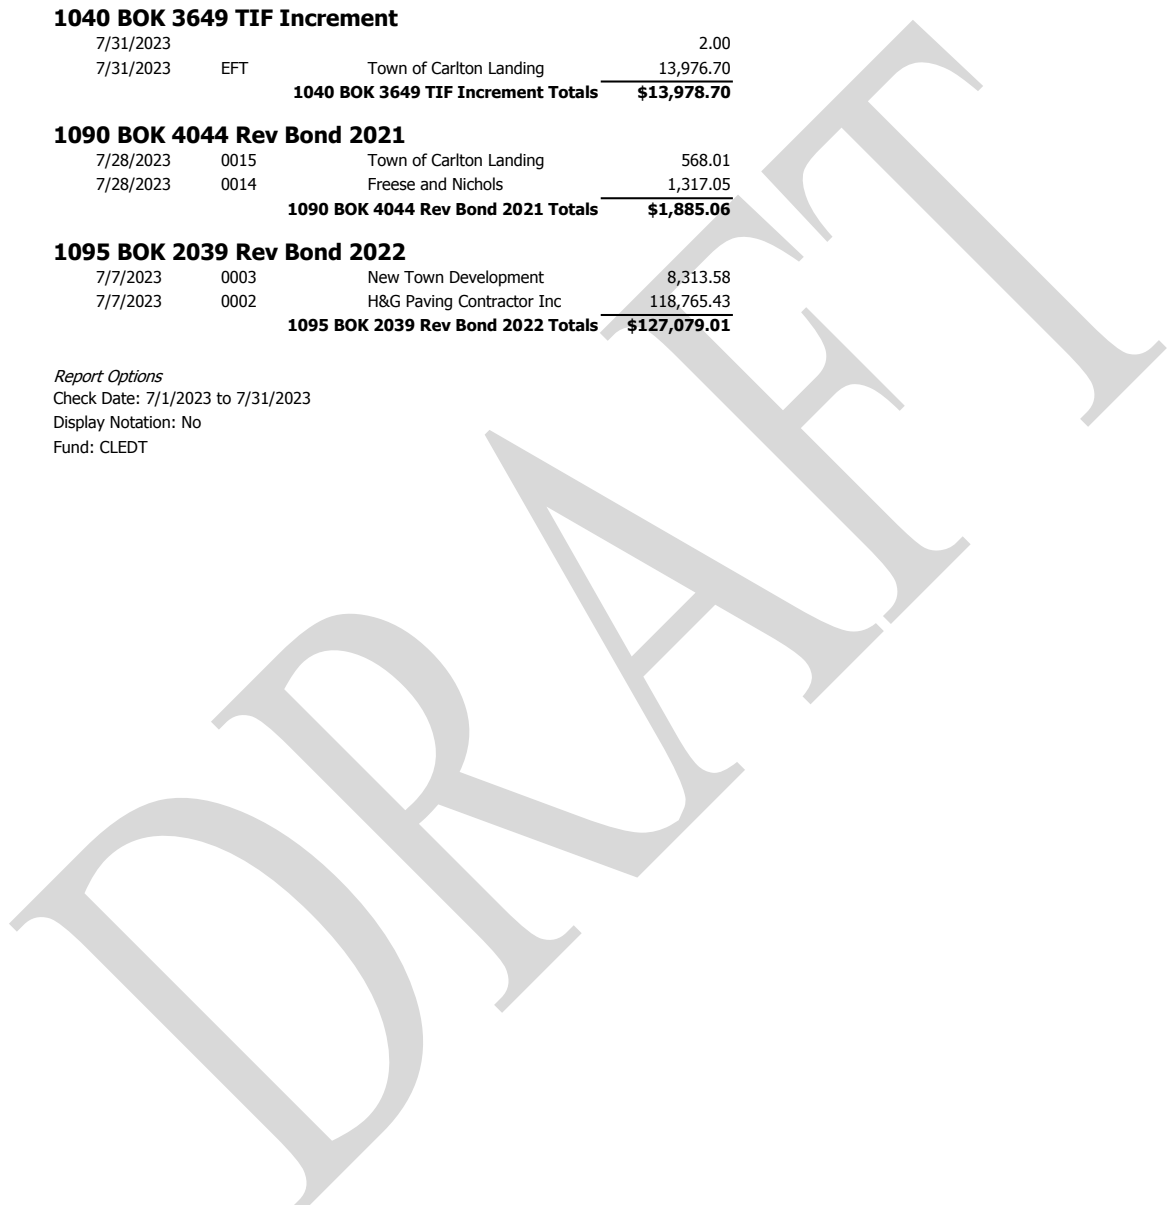 1040 BOK 3649 TIF Increment
7/31/2023 2.00
7/31/2023 EFT Town of Carlton Landing 13,976.70
1040 BOK 3649 TIF Increment Totals $13,978.70
1090 BOK 4044 Rev Bond 2021
7/28/2023 0015 Town of Carlton Landing 568.01
7/28/2023 0014 Freese and Nichols 1,317.05
1090 BOK 4044 Rev Bond 2021 Totals $1,885.06
1095 BOK 2039 Rev Bond 2022
7/7/2023 0003 New Town Development 8,313.58
7/7/2023 0002 H&G Paving Contractor Inc 118,765.43
1095 BOK 2039 Rev Bond 2022 Totals $127,079.01
Report Options
Check Date: 7/1/2023 to 7/31/2023
Display Notation: No
Fund: CLEDT
DRAFT